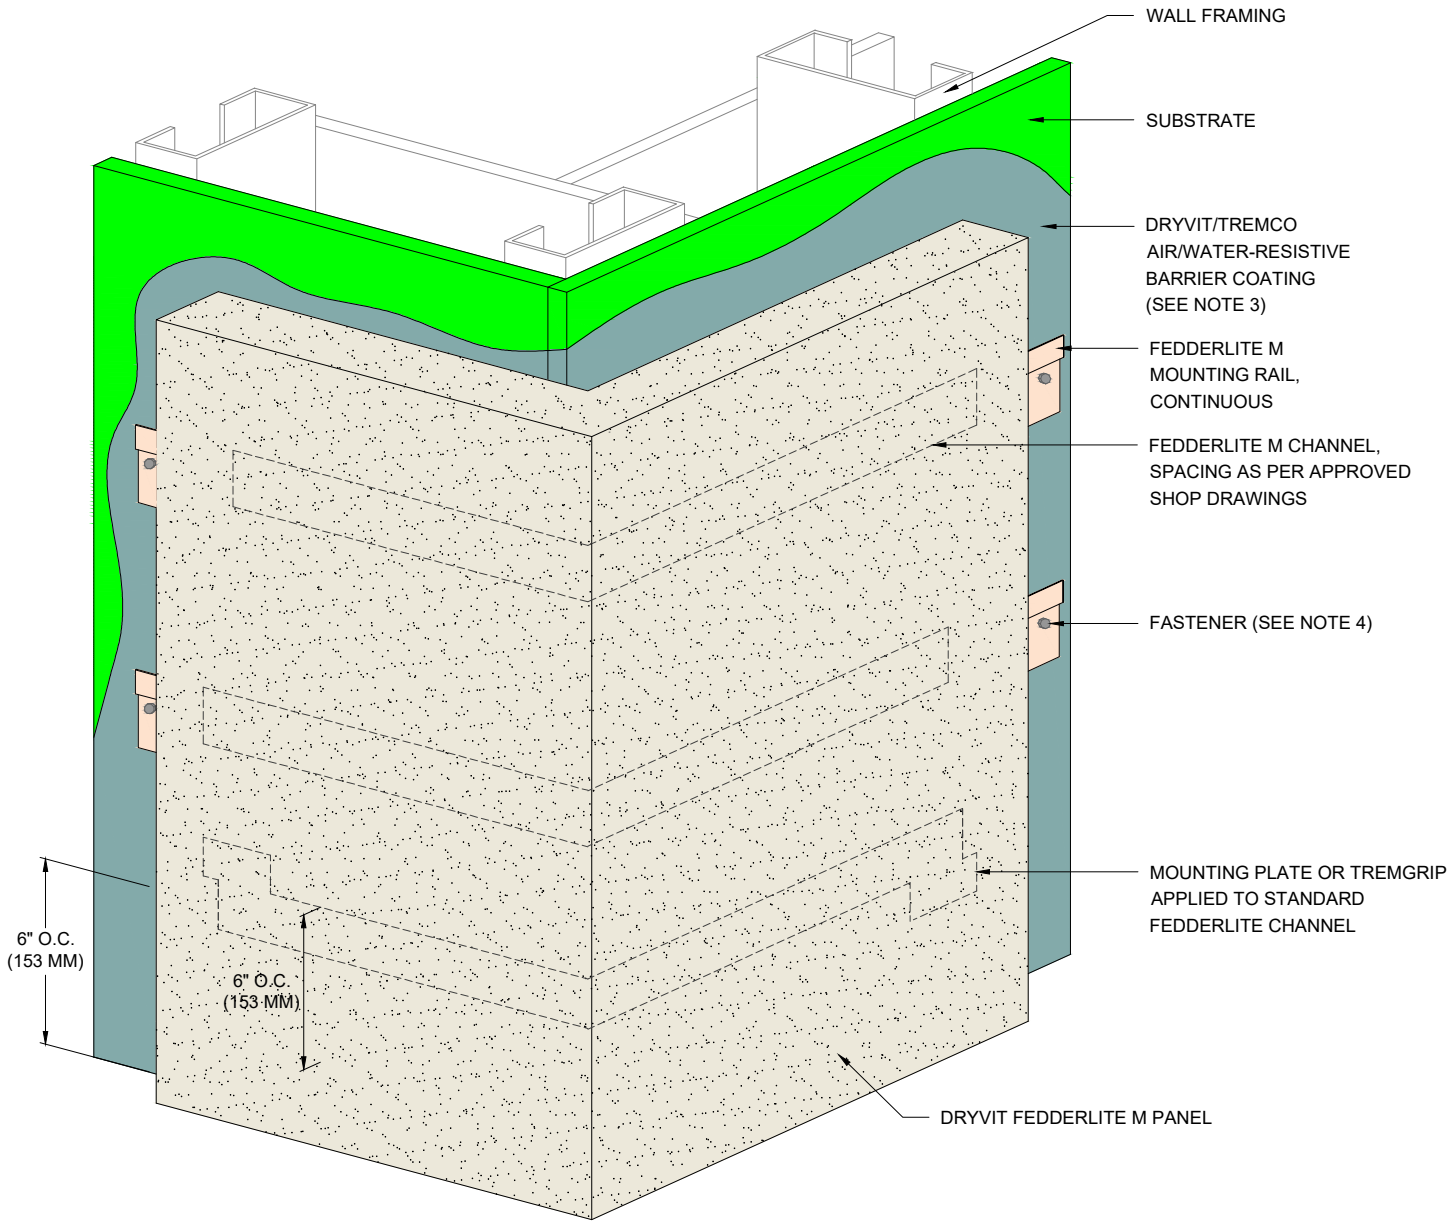 WALL FRAMING
SUBSTRATE
DRYVIT/TREMCO
AIR/WATER-RESISTIVE
BARRIER COATING
(SEE NOTE 3)
FEDDERLITE M
MOUNTING RAIL,
CONTINUOUS
FEDDERLITE M CHANNEL,
SPACING AS PER APPROVED
SHOP DRAWINGS
FASTENER (SEE NOTE 4)
MOUNTING PLATE OR TREMGRIP
APPLIED TO STANDARD
FEDDERLITE CHANNEL
6" O.C.
(153 MM)
6" O.C.
(153 MM)
DRYVIT FEDDERLITE M PANEL